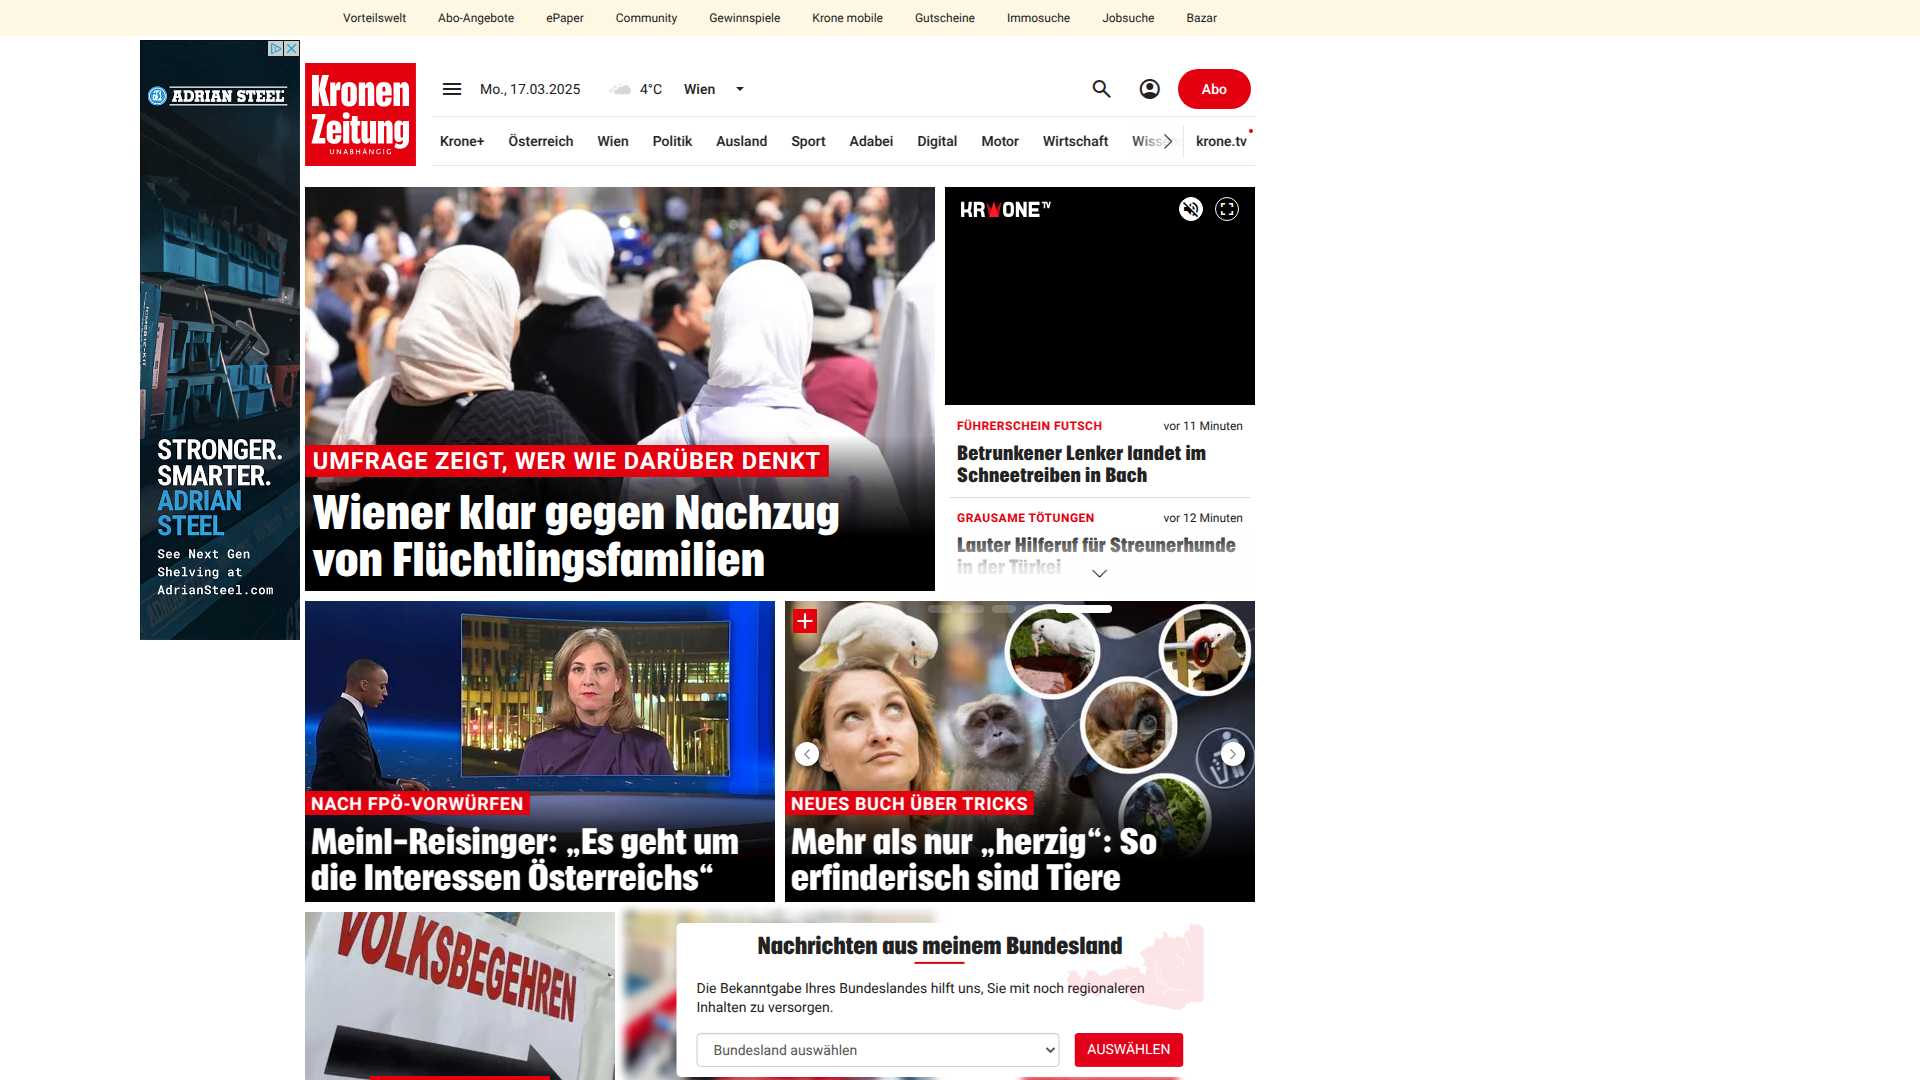 Vorteilswelt
Abo-Angebote
ePaper
Community
Gewinnspiele
Krone mobile
Gutscheine
Immosuche
Jobsuche
Bazar
ADRIAN STEEL
STRONGER.
SMARTER.
ADRIAN
STEEL
See Next Gen
Shelving at
AdrianSteel.com
Kronen
Zeitung
UNABHÄNGIG
Mo., 17.03.2025
4°C
Wien
Abo
Krone+
Österreich
Wien
Politik
Ausland
Sport
Adabei
Digital
Motor
Wirtschaft
krone.tv
UMFRAGE ZEIGT, WER WIE DARÜBER DENKT
Wiener klar gegen Nachzug
von Flüchtlingsfamilien
KRONE TV
FÜHRERSCHEIN FUTSCH
vor 11 Minuten
Betrunkener Lenker landet im
Schneetreiben in Bach
GRAUSAME TÖTUNGEN
vor 12 Minuten
Lauter Hilferuf für Streunerhunde
in der Türkei
NACH FPÖ-VORWÜRFEN
Meinl-Reisinger: „Es geht um
die Interessen Österreichs“
NEUES BUCH ÜBER TRICKS
Mehr als nur „herzig“: So
erfinderisch sind Tiere
VOLKSBEGEHREN
Nachrichten aus meinem Bundesland
Die Bekanntgabe Ihres Bundeslandes hilft uns, Sie mit noch regionaleren
Inhalten zu versorgen.
Bundesland auswählen
AUSWÄHLEN